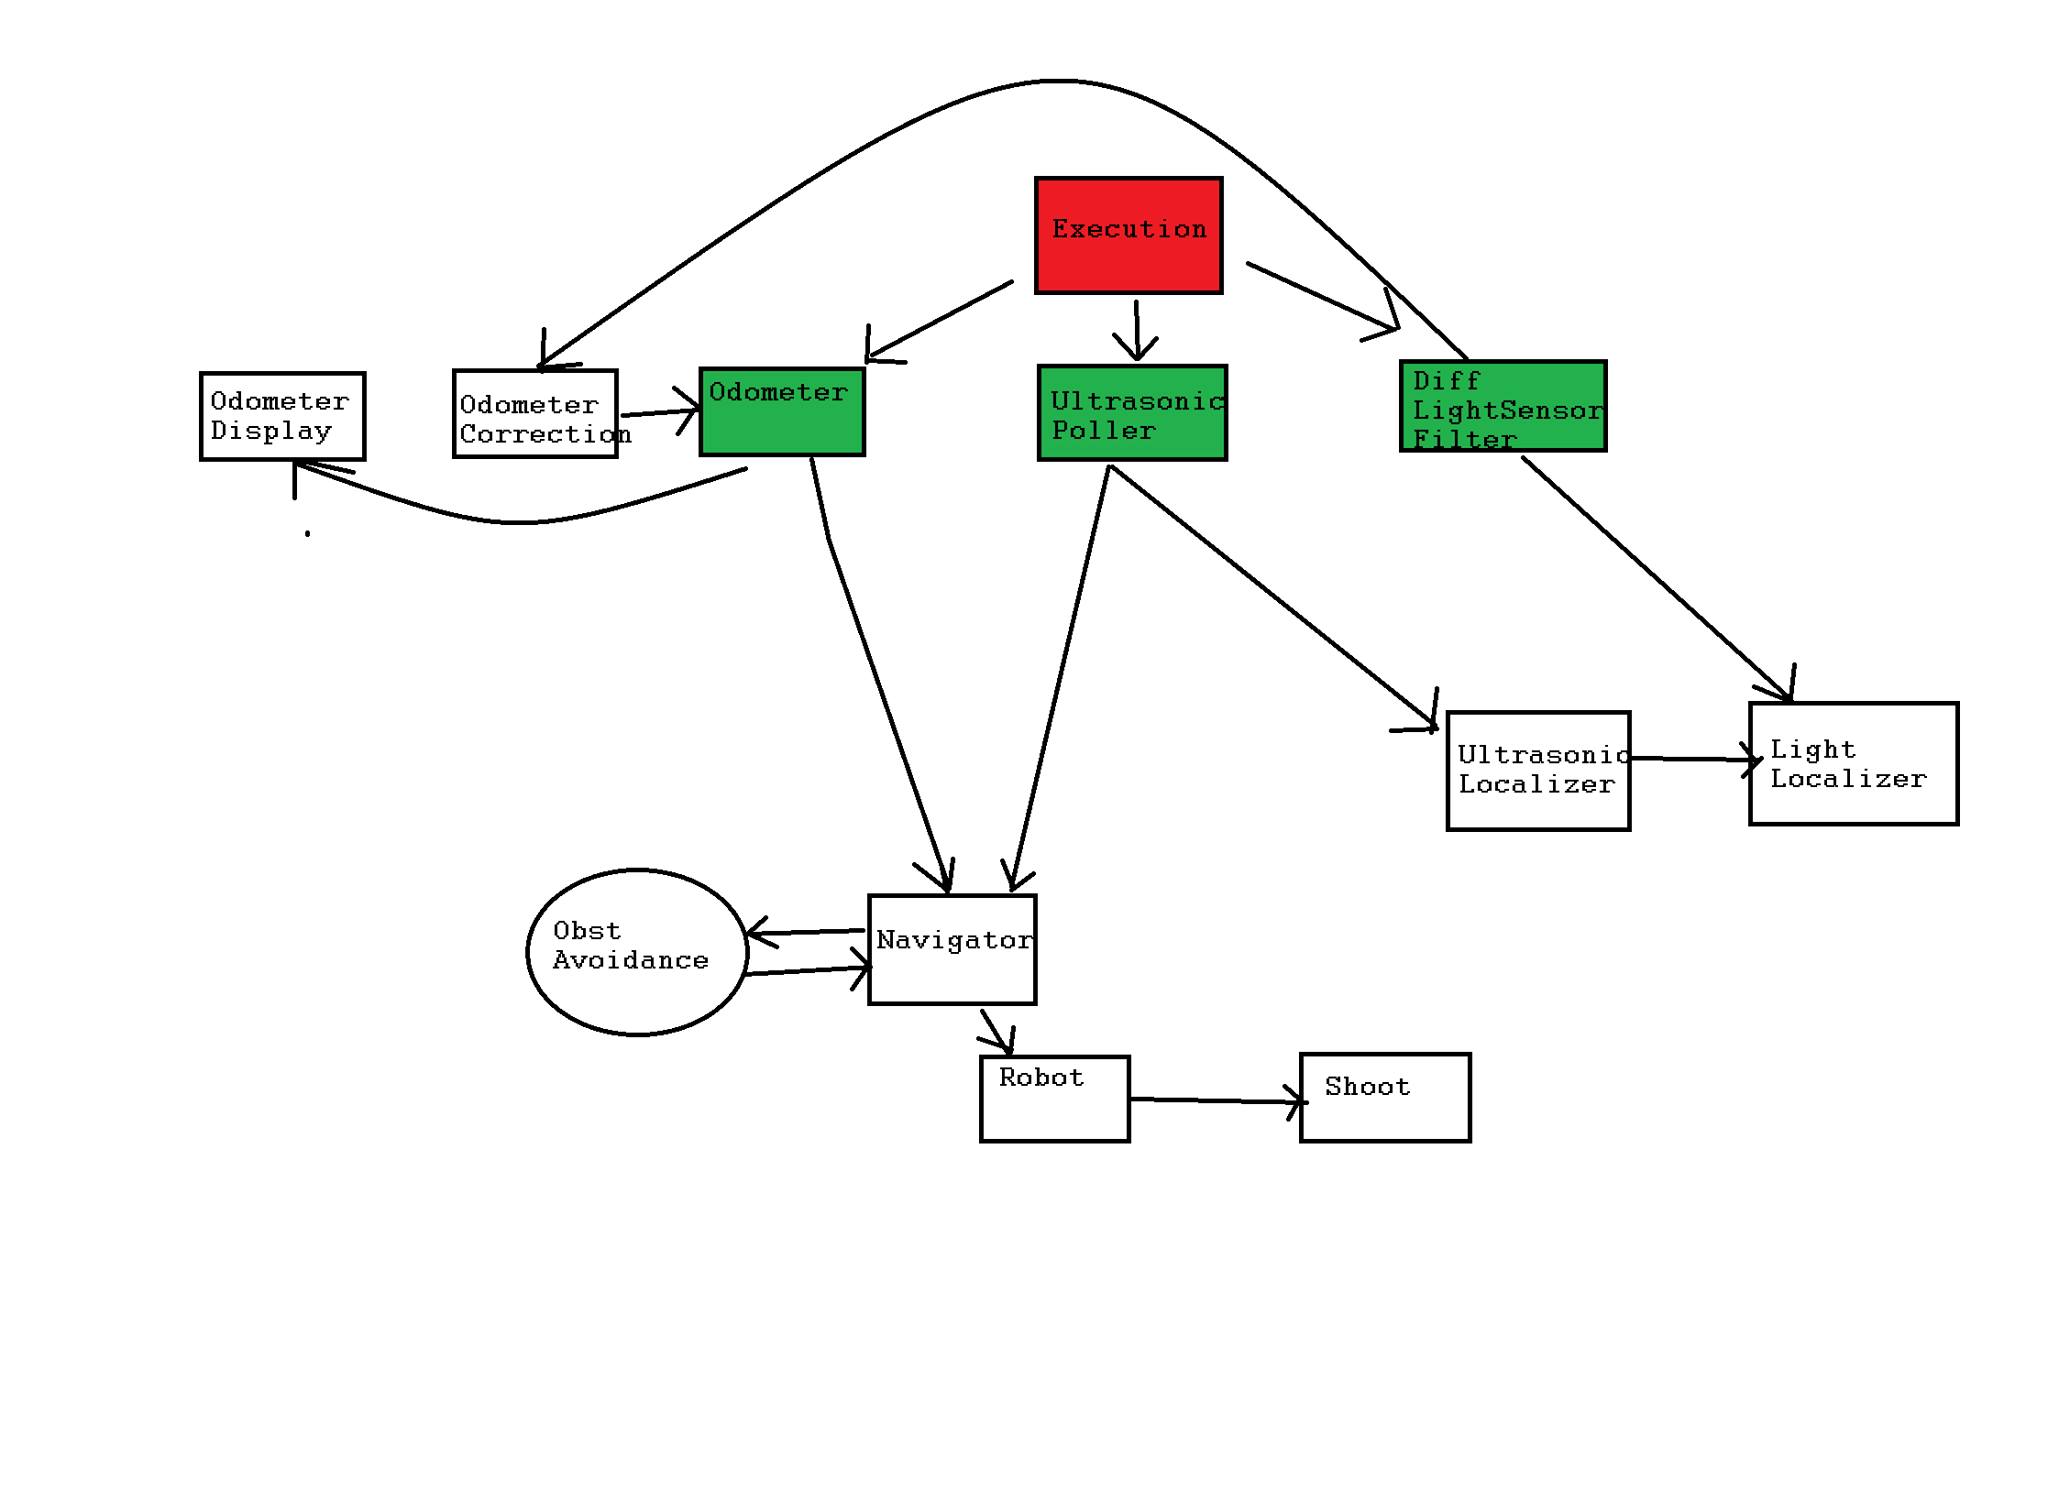 Execution
Odometer
Display
Odometer
Correction
Odometer
Ultrasonic
Poller
Diff
LightSensor
Filter
Ultrasonic
Localizer
Light
Localizer
Obst
Avoidance
Navigator
Robot
Shoot